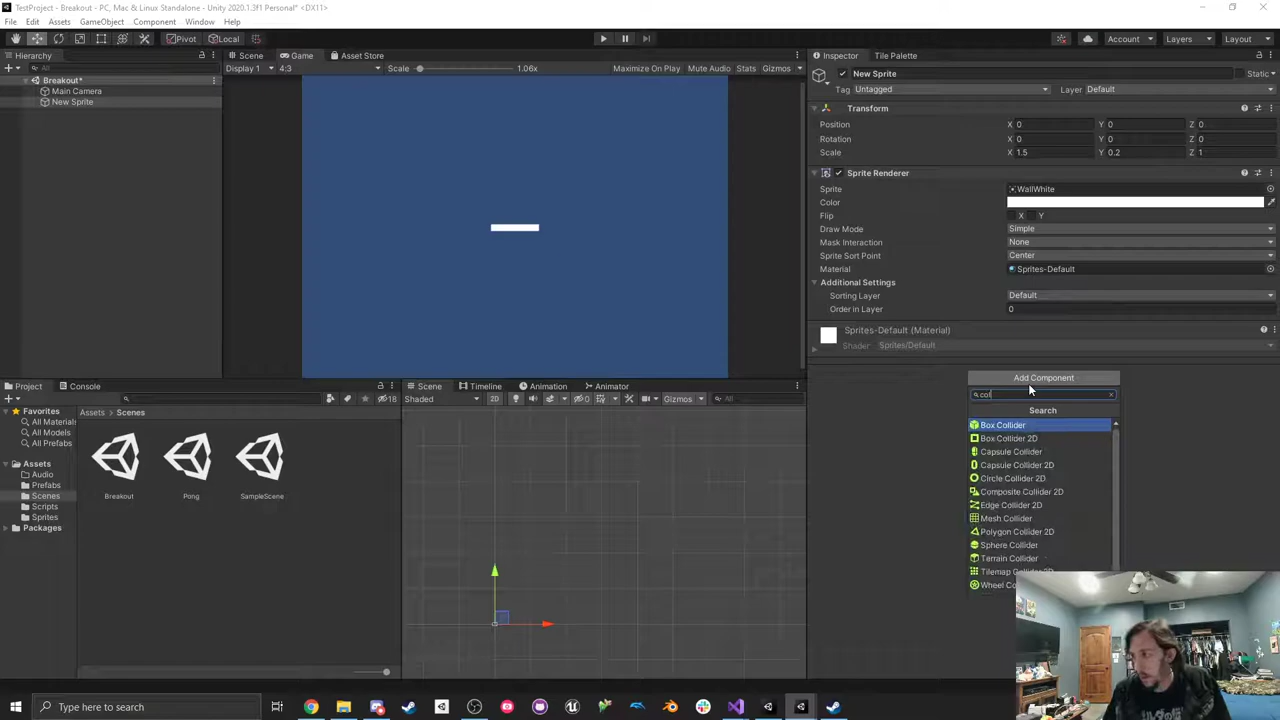 TestProject - Breakout - PC, Mac & Linux Standalone - Unity 2020.1.3f1 Personal* <DX11>
File Edit Assets GameObject Component Window Help
Pivot Local Account Layers Layout
Hierarchy
All
Breakout*
Main Camera
New Sprite
Scene Game Asset Store
Display 1 4:3 Scale 1.06x Maximize On Play Mute Audio Stats Gizmos
Inspector Tile Palette
New Sprite Static
Tag Untagged Layer Default
Transform
Position X 0 Y 0 Z 0
Rotation X 0 Y 0 Z 0
Scale X 1.5 Y 0.2 Z 1
Sprite Renderer
Sprite WallWhite
Color
Flip X Y
Draw Mode Simple
Mask Interaction None
Sprite Sort Point Center
Material Sprites-Default
Additional Settings
Sorting Layer Default
Order in Layer 0
Sprites-Default (Material)
Shader Sprites/Default
Add Component
col
Search
Box Collider
Box Collider 2D
Capsule Collider
Capsule Collider 2D
Circle Collider 2D
Composite Collider 2D
Edge Collider 2D
Mesh Collider
Polygon Collider 2D
Sphere Collider
Terrain Collider
Tilemap Collider 2D
Wheel Co
Project Console
18
Favorites
All Materials
All Models
All Prefabs
Assets
Audio
Prefabs
Scenes
Scripts
Sprites
Packages
Assets > Scenes
Breakout Pong SampleScene
Scene Timeline Animation Animator
Shaded 2D Gizmos All
Type here to search